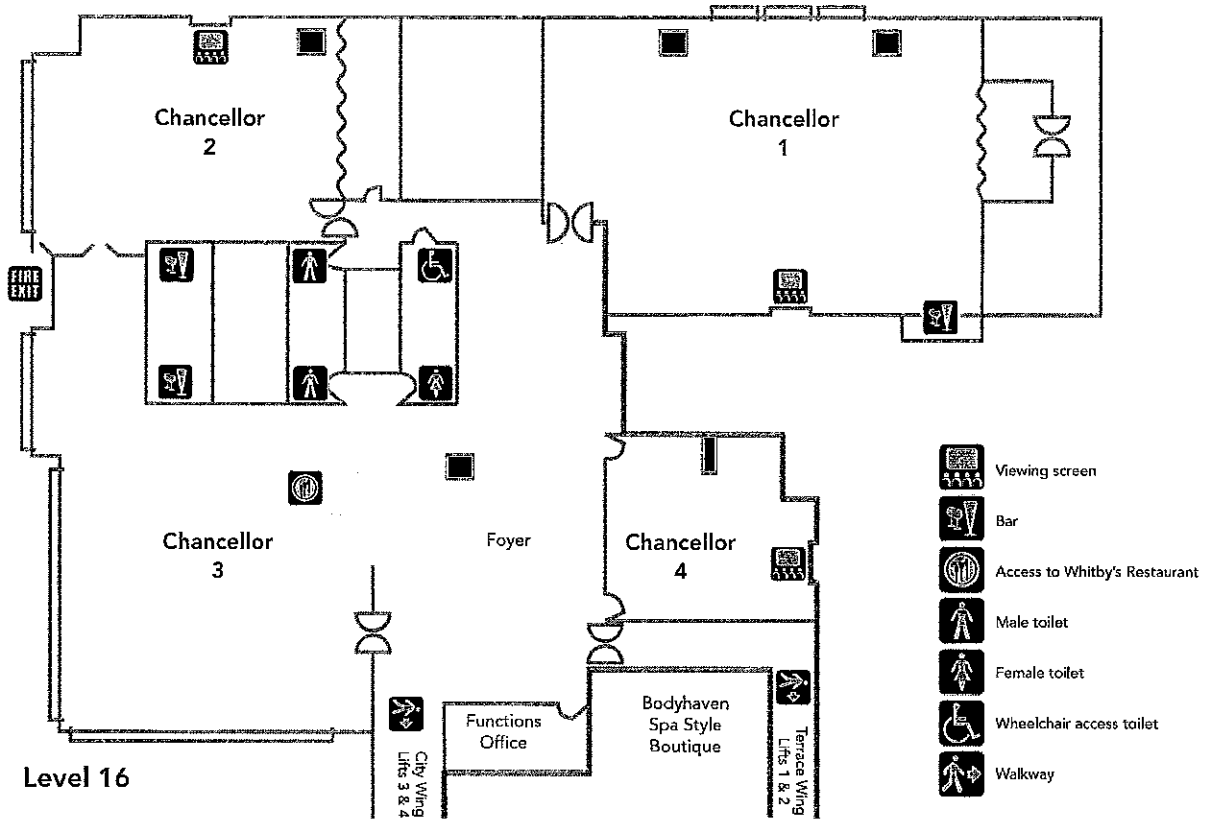 Chancellor
2
Chancellor
1
FIRE
EXIT
Chancellor
3
Foyer
Chancellor
4
Functions
Office
Bodyhaven
Spa Style
Boutique
City Wing
Lifts 3 & 4
Terrace Wing
Lifts 1 & 2
Level 16
Viewing screen
Bar
Access to Whitby's Restaurant
Male toilet
Female toilet
Wheelchair access toilet
Walkway